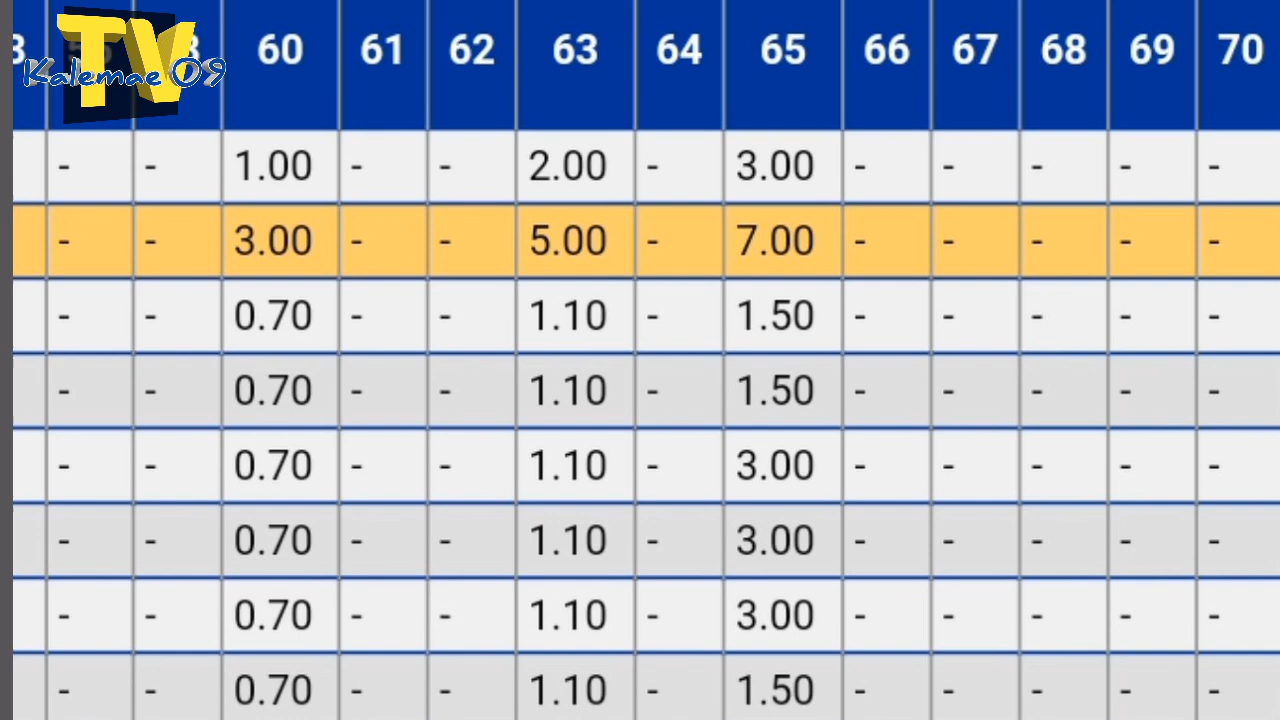 TV
Kalemae 09
60 61 62 63 64 65 66 67 68 69 70
- - 1.00 - - 2.00 - 3.00 - - - - -
- - 3.00 - - 5.00 - 7.00 - - - - -
- - 0.70 - - 1.10 - 1.50 - - - - -
- - 0.70 - - 1.10 - 1.50 - - - - -
- - 0.70 - - 1.10 - 3.00 - - - - -
- - 0.70 - - 1.10 - 3.00 - - - - -
- - 0.70 - - 1.10 - 3.00 - - - - -
- - 0.70 - - 1.10 - 1.50 - - - - -